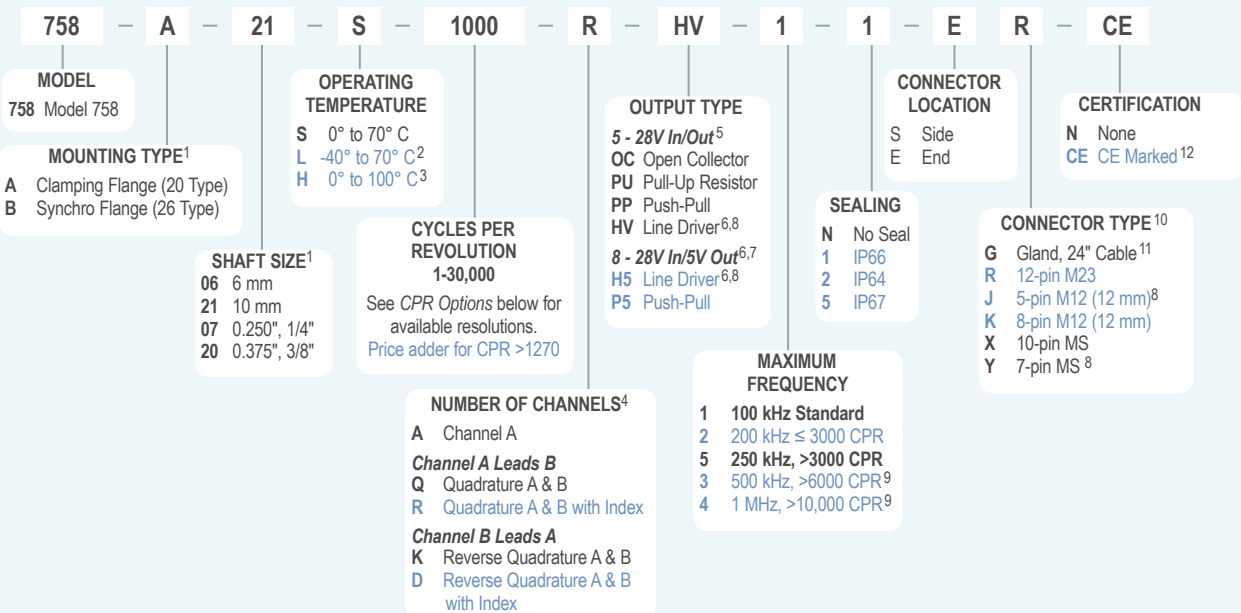 758 – A – 21 – S – 1000 – R – HV – 1 – 1 – E R – CE
MODEL
758 Model 758
MOUNTING TYPE1
A Clamping Flange (20 Type)
B Synchro Flange (26 Type)
SHAFT SIZE1
06 6 mm
21 10 mm
07 0.250", 1/4"
20 0.375", 3/8"
OPERATING
TEMPERATURE
S 0° to 70° C
L -40° to 70° C2
H 0° to 100° C3
CYCLES PER
REVOLUTION
1-30,000
See CPR Options below for
available resolutions.
Price adder for CPR >1270
NUMBER OF CHANNELS4
A Channel A
Channel A Leads B
Q Quadrature A & B
R Quadrature A & B with Index
Channel B Leads A
K Reverse Quadrature A & B
D Reverse Quadrature A & B
with Index
OUTPUT TYPE
5 - 28V In/Out5
OC Open Collector
PU Pull-Up Resistor
PP Push-Pull
HV Line Driver6,8
8 - 28V In/5V Out6,7
H5 Line Driver6,8
P5 Push-Pull
MAXIMUM
FREQUENCY
1 100 kHz Standard
2 200 kHz ≤ 3000 CPR
5 250 kHz, >3000 CPR
3 500 kHz, >6000 CPR9
4 1 MHz, >10,000 CPR9
SEALING
N No Seal
1 IP66
2 IP64
5 IP67
CONNECTOR
LOCATION
S Side
E End
CONNECTOR TYPE10
G Gland, 24" Cable11
R 12-pin M23
J 5-pin M12 (12 mm)8
K 8-pin M12 (12 mm)
X 10-pin MS
Y 7-pin MS8
CERTIFICATION
N None
CE CE Marked12